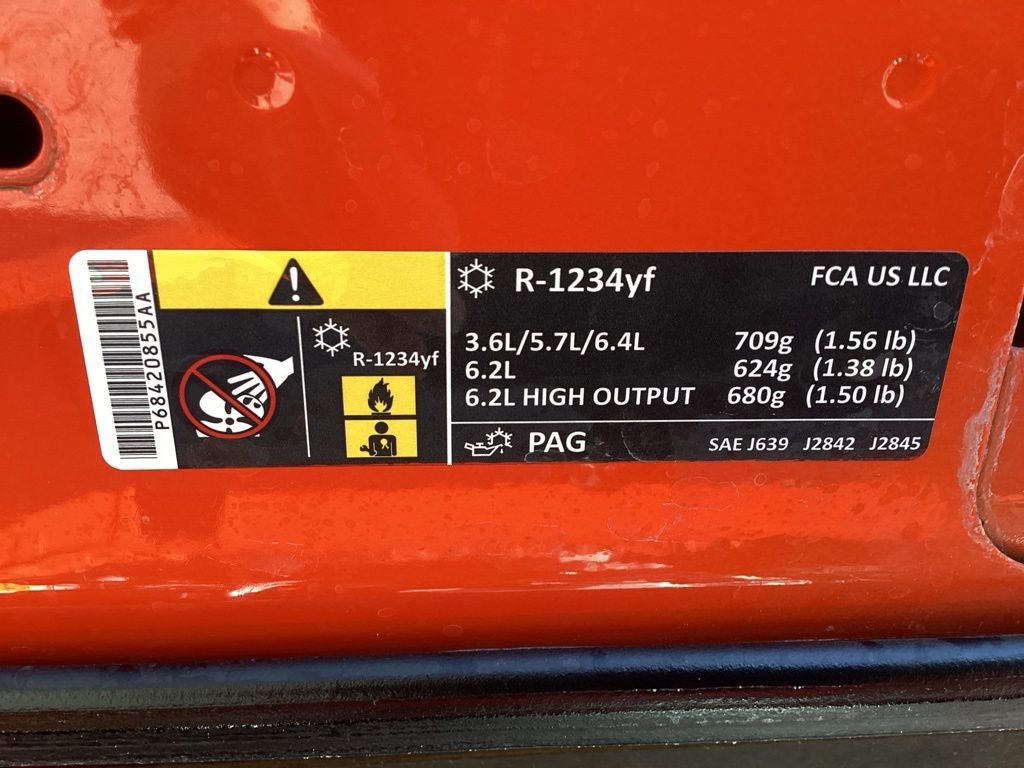 P68420855AA
R-1234yf
R-1234yf FCA US LLC
3.6L/5.7L/6.4L 709g (1.56 lb)
6.2L 624g (1.38 lb)
6.2L HIGH OUTPUT 680g (1.50 lb)
PAG SAE J639 J2842 J2845